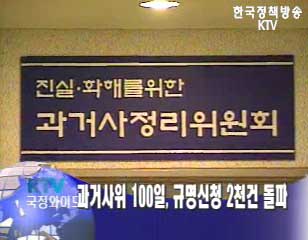 한국정책방송
KTV
진실·화해를위한
과거사정리위원회
KTV
국정와이드
과거사위 100일, 규명신청 2천건 돌파